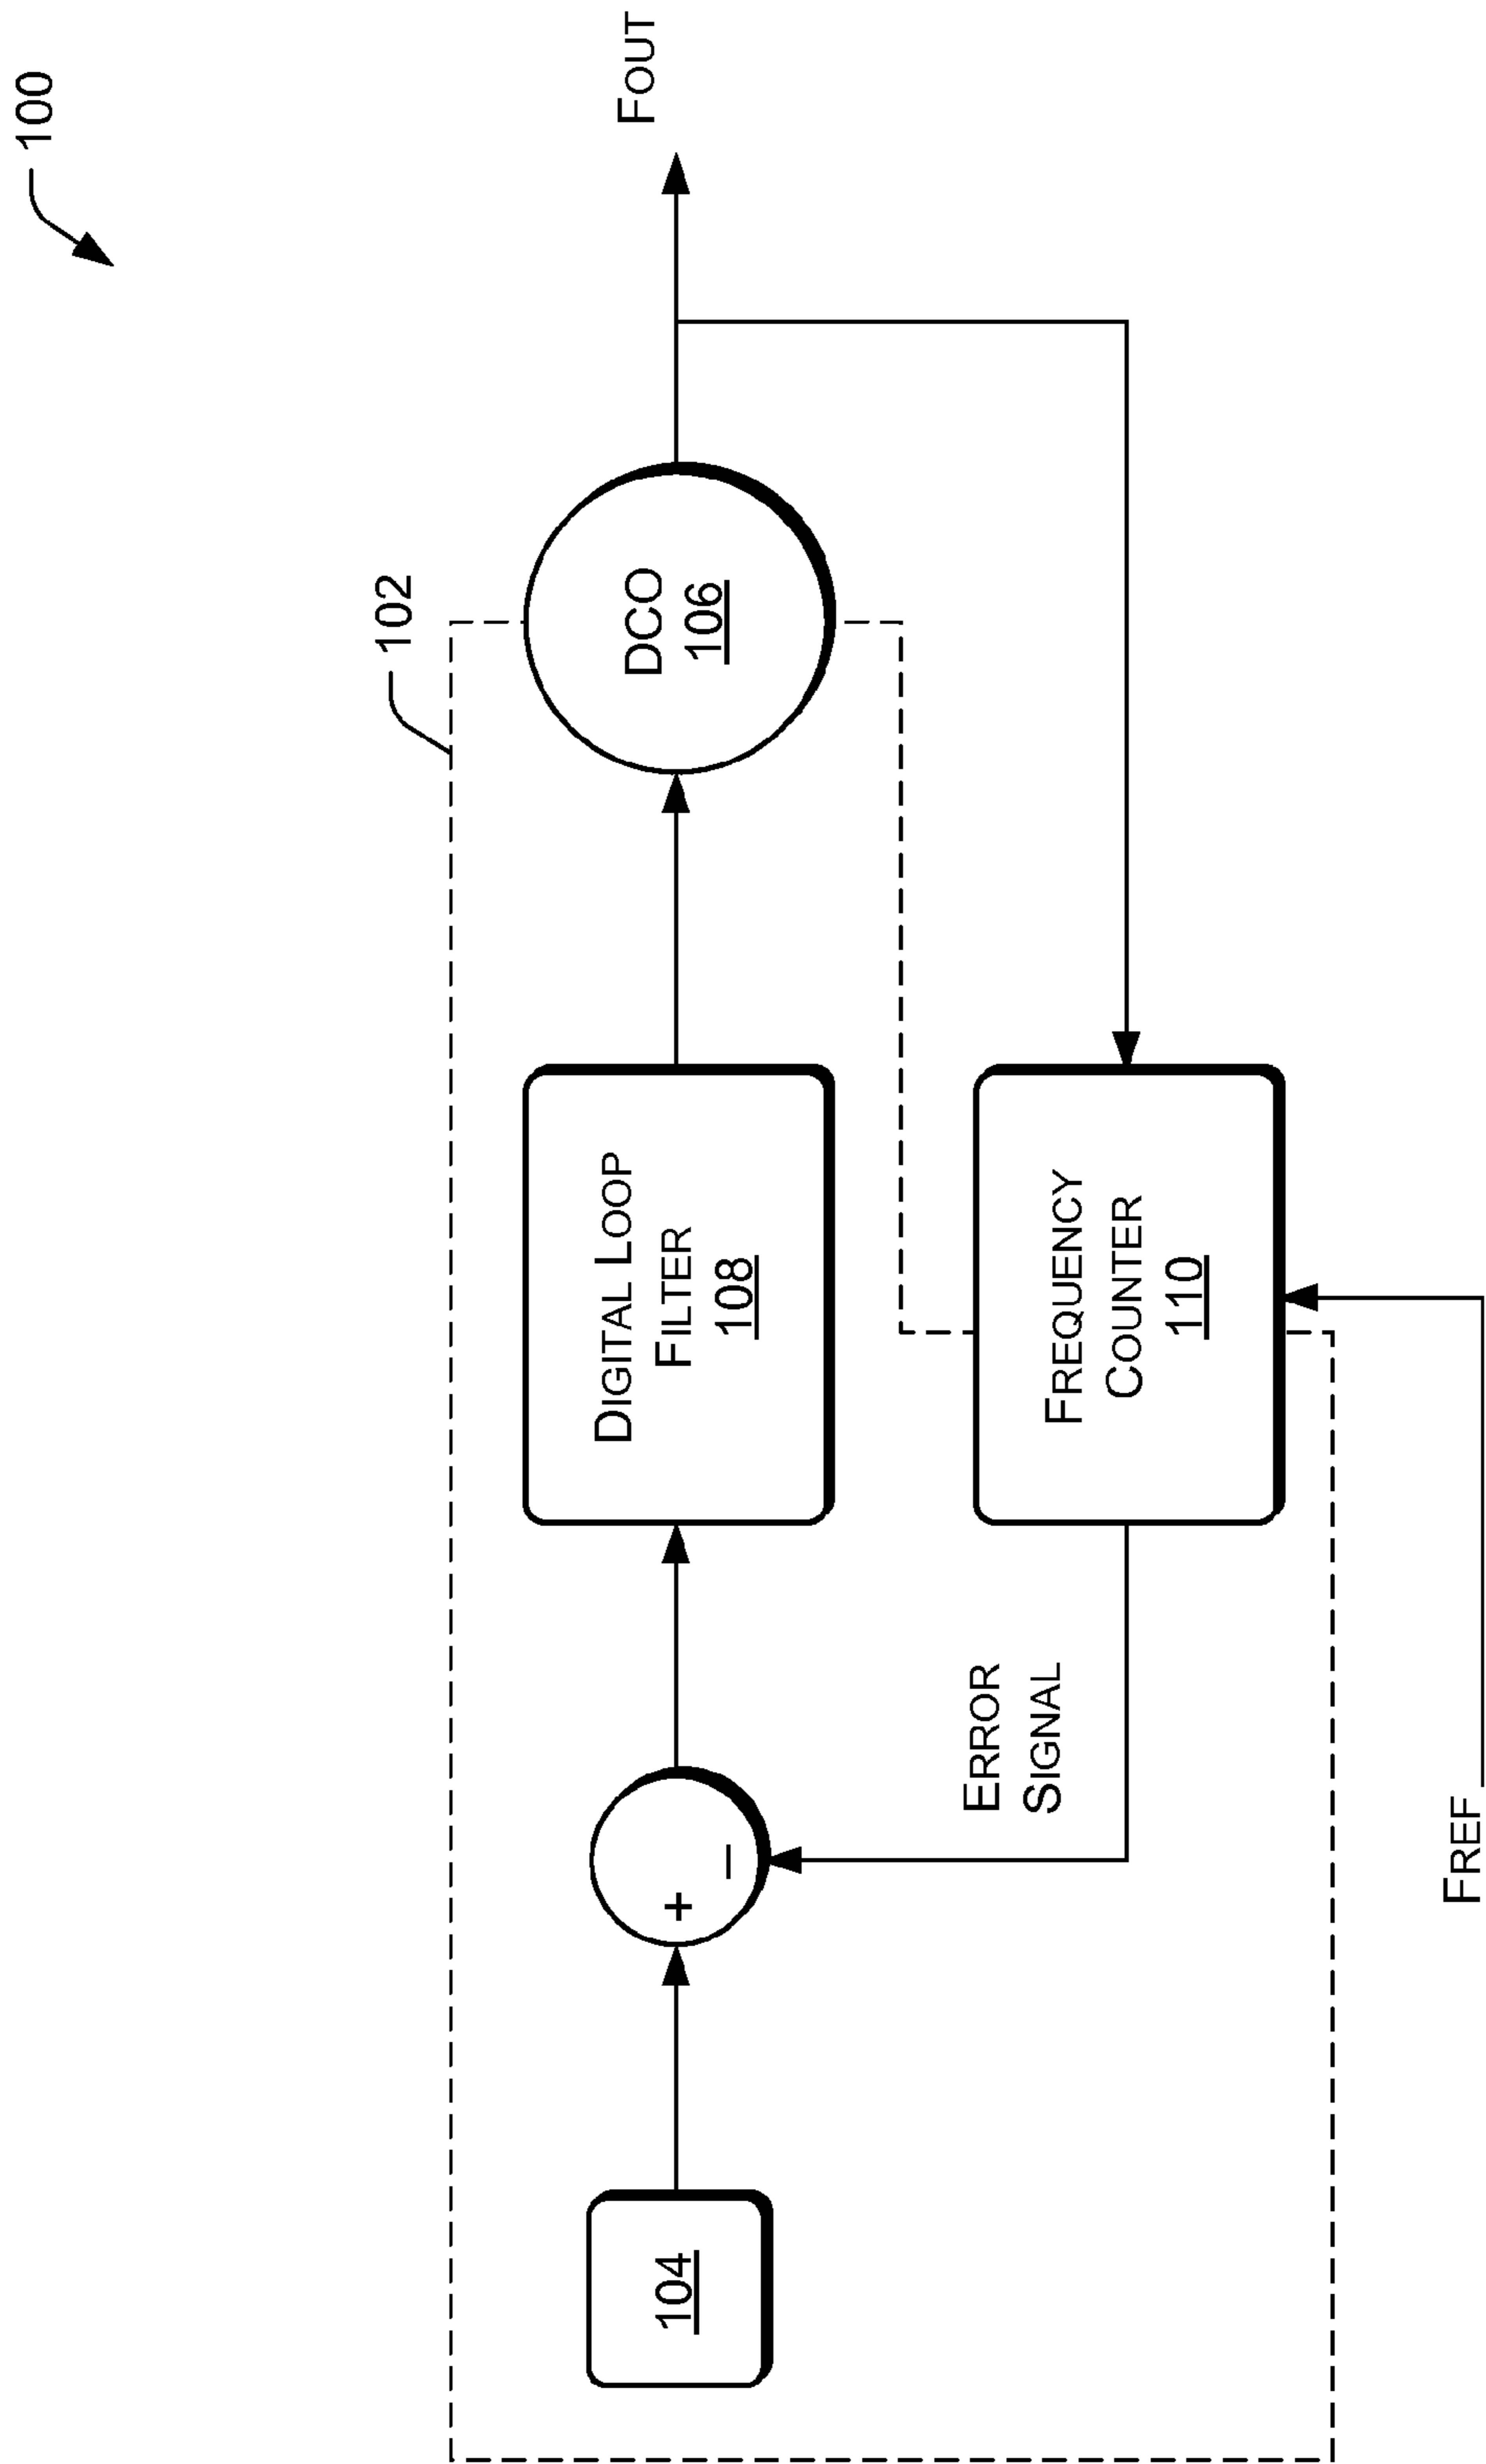 100
102
FOUT
DCO
106
DIGITAL LOOP
FILTER
108
+
–
104
ERROR
SIGNAL
FREQUENCY
COUNTER
110
FREF